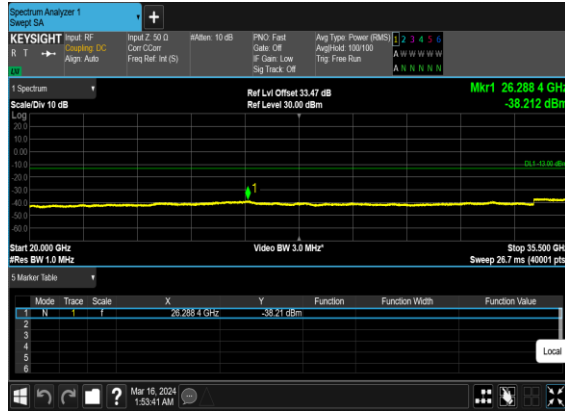 Spectrum Analyzer 1
Swept SA
+
KEYSIGHT Input: RF Input Z: 50 Ω #Atten: 10 dB PNO: Fast Avg Type: Power (RMS) 1 2 3 4 5 6
R T Coupling: DC Corr CCorr Gate: Off Avg|Hold: 100/100 A W W W W W
Align: Auto Freq Ref: Int (S) IF Gain: Low Trig: Free Run
Sig Track: Off A N N N N N
LXI
1 Spectrum Ref Lvl Offset 33.47 dB Mkr1 26.288 4 GHz
Scale/Div 10 dB Ref Level 30.00 dBm -38.212 dBm
Log
20.0
10.0
0.00
-10.0
DL1 -13.00 dBm
-20.0
-30.0
1
-40.0
-50.0
-60.0
Start 20.000 GHz Video BW 3.0 MHz* Stop 35.500 GHz
#Res BW 1.0 MHz Sweep 26.7 ms (40001 pts)
5 Marker Table
Mode Trace Scale X Y Function Function Width Function Value
1 N 1 f 26.288 4 GHz -38.21 dBm
2
3
4
5
6
Local
? Mar 16, 2024
1:53:41 AM